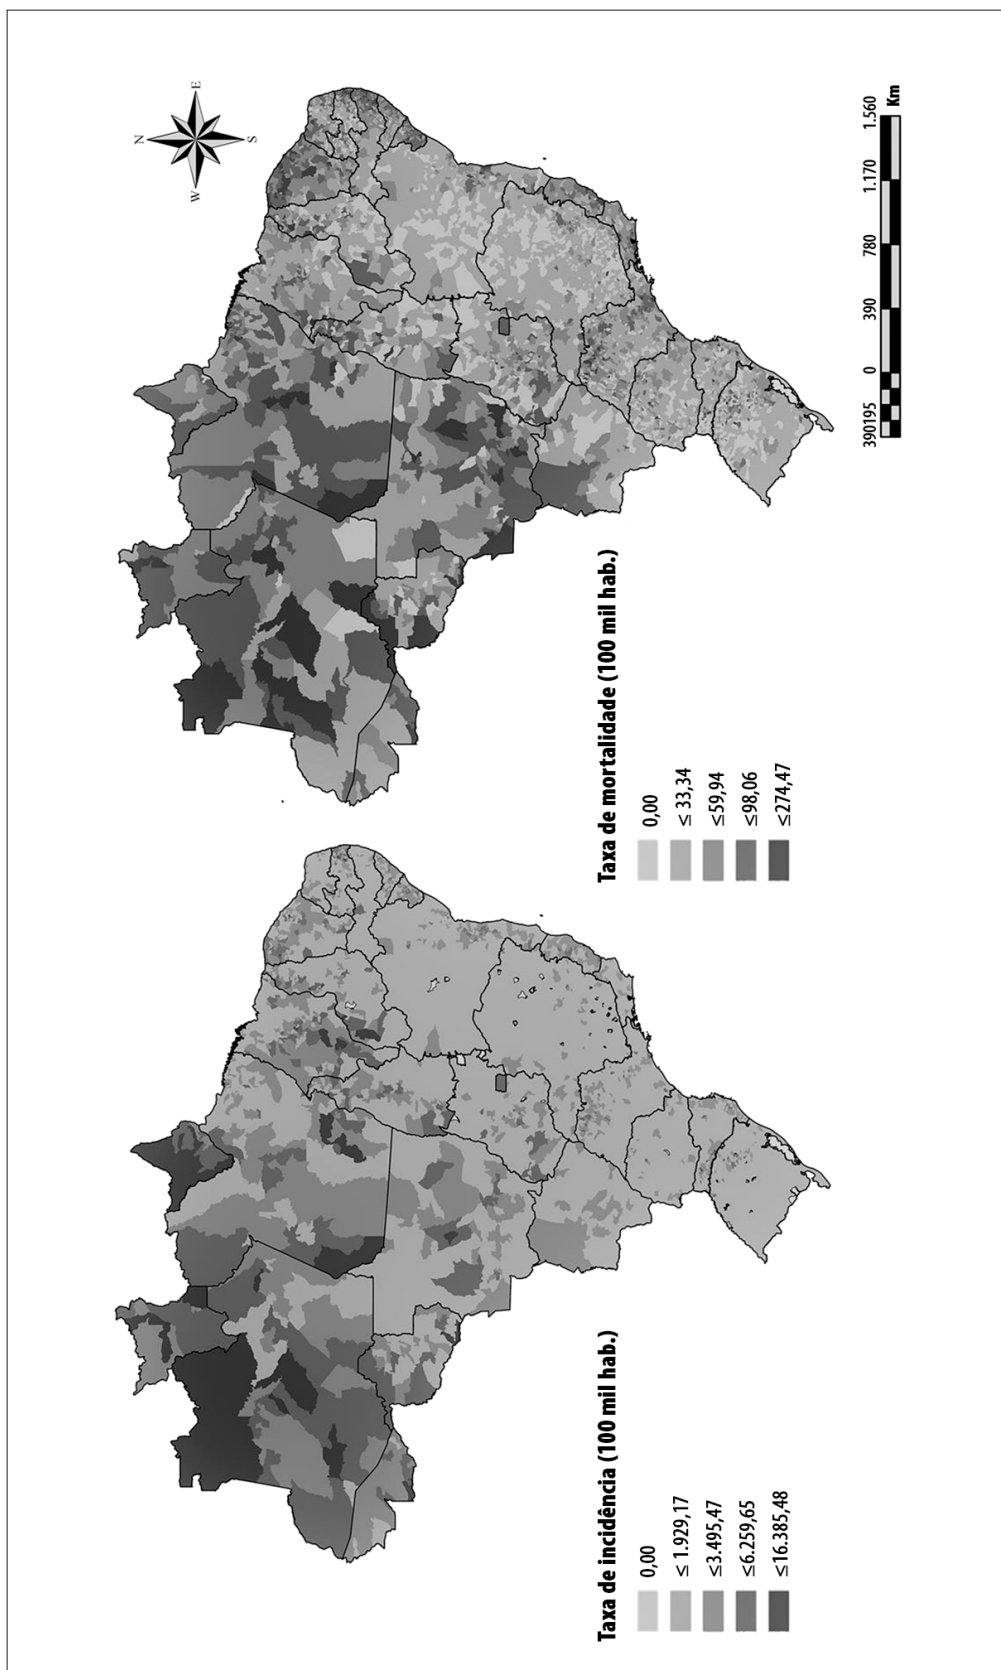 N
E
S
W
390195 0 390 780 1.170 1.560
Km
Taxa de mortalidade (100 mil hab.)
0,00
≤ 33,34
≤59,94
≤98,06
≤274,47
Taxa de incidência (100 mil hab.)
0,00
≤ 1.929,17
≤3.495,47
≤6.259,65
≤16.385,48